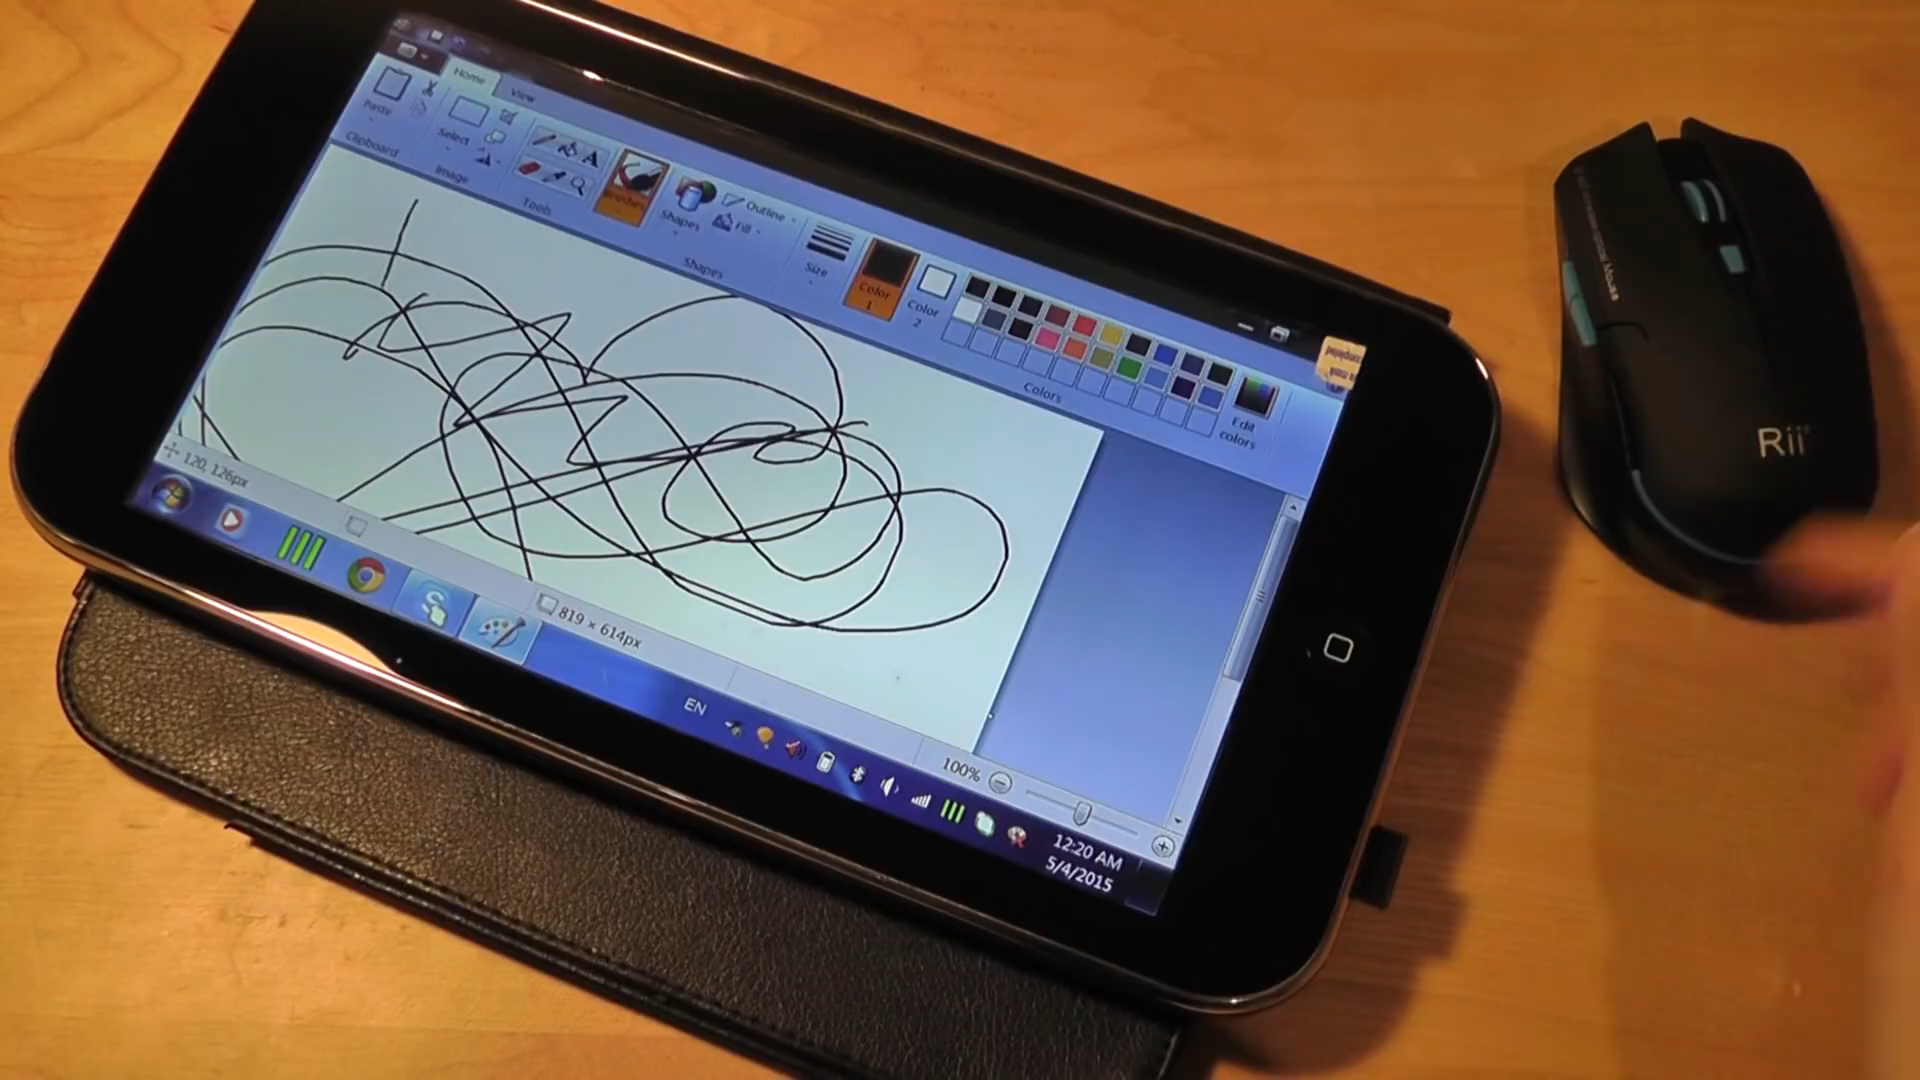 Home
View
Paste
Clipboard
Select
Image
A
Tools
Brushes
Shapes
Outline
Fill
Shapes
Size
Color
1
Color
2
Colors
Edit
colors
120, 126px
819 × 614px
100%
EN
12:20 AM
5/4/2015
Rii